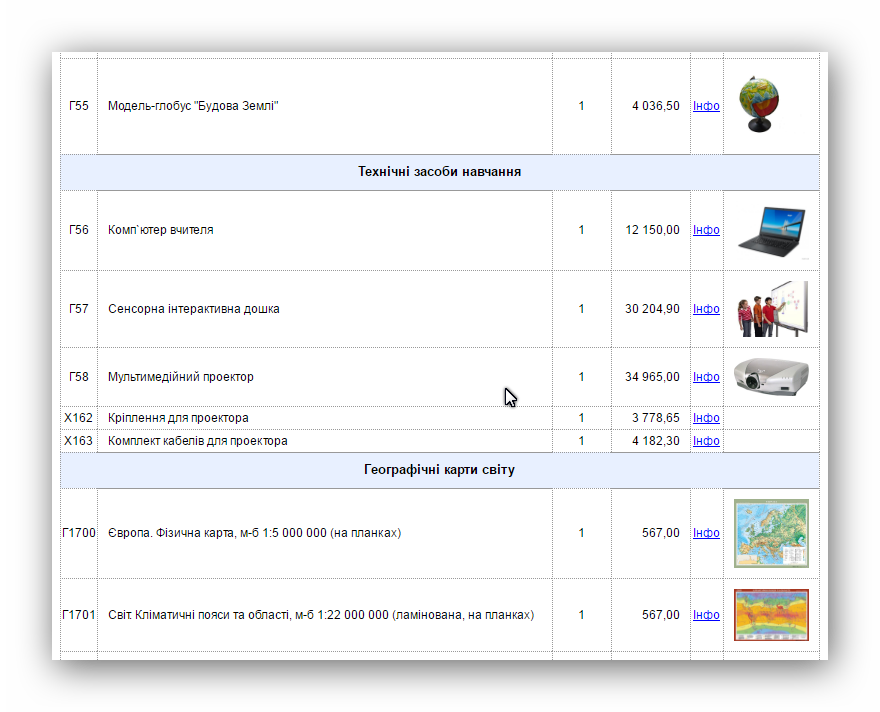 Г55 Модель-глобус "Будова Землі" 1 4 036,50 Інфо
Технічні засоби навчання
Г56 Комп`ютер вчителя 1 12 150,00 Інфо
Г57 Сенсорна інтерактивна дошка 1 30 204,90 Інфо
Г58 Мультимедійний проектор 1 34 965,00 Інфо
Х162 Кріплення для проектора 1 3 778,65 Інфо
Х163 Комплект кабелів для проектора 1 4 182,30 Інфо
Географічні карти світу
Г1700 Європа. Фізична карта, м-б 1:5 000 000 (на планках) 1 567,00 Інфо
Г1701 Світ. Кліматичні пояси та області, м-б 1:22 000 000 (ламінована, на планках) 1 567,00 Інфо